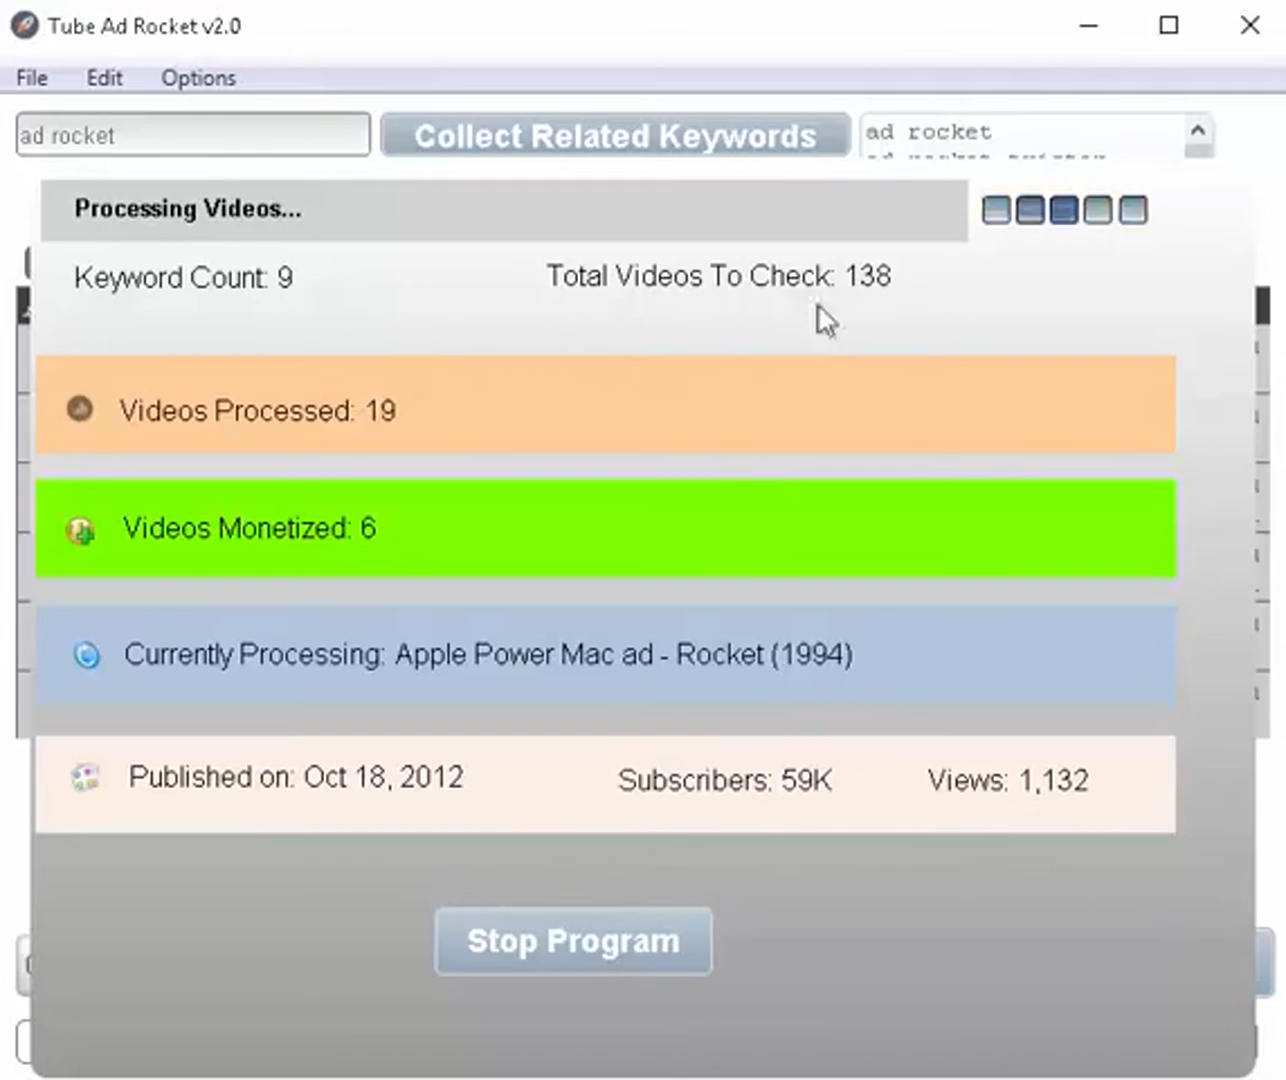 Tube Ad Rocket v2.0
File Edit Options
ad rocket
Collect Related Keywords
ad rocket
Processing Videos...
Keyword Count: 9
Total Videos To Check: 138
Videos Processed: 19
Videos Monetized: 6
Currently Processing: Apple Power Mac ad - Rocket (1994)
Published on: Oct 18, 2012
Subscribers: 59K
Views: 1,132
Stop Program